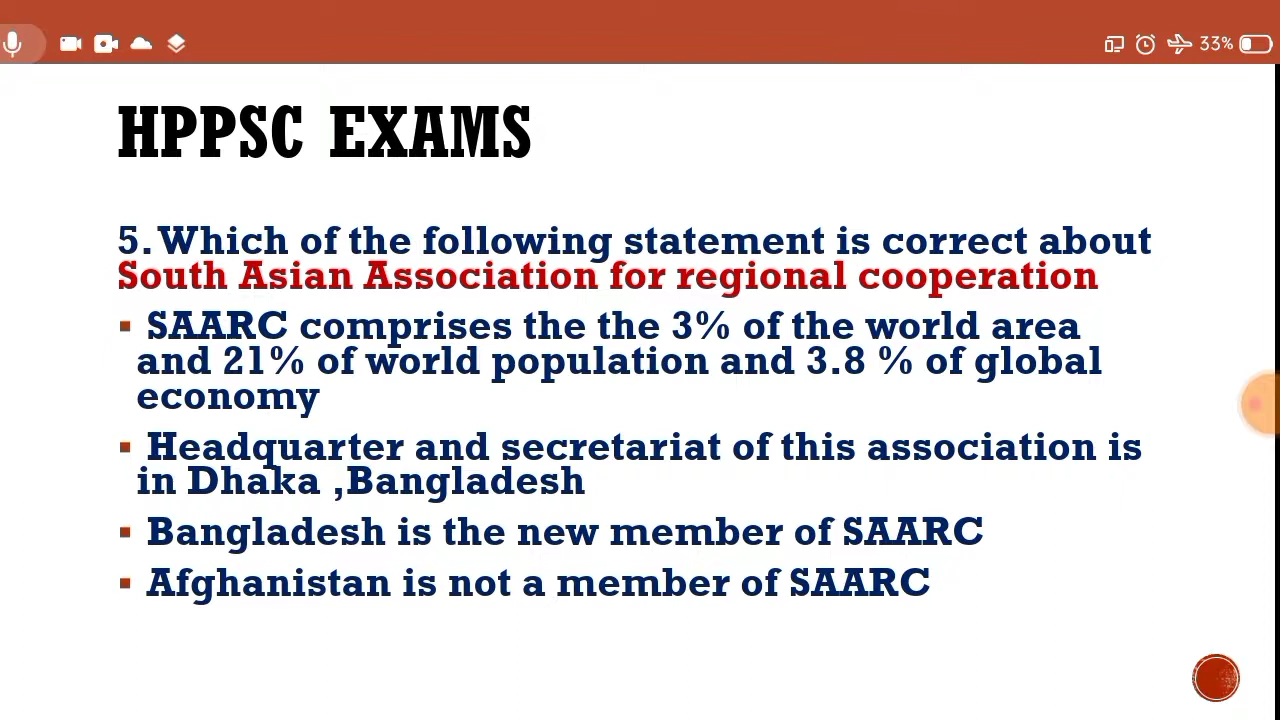 33%
HPPSC EXAMS
5. Which of the following statement is correct about
South Asian Association for regional cooperation
▪ SAARC comprises the the 3% of the world area
and 21% of world population and 3.8 % of global
economy
▪ Headquarter and secretariat of this association is
in Dhaka ,Bangladesh
▪ Bangladesh is the new member of SAARC
▪ Afghanistan is not a member of SAARC